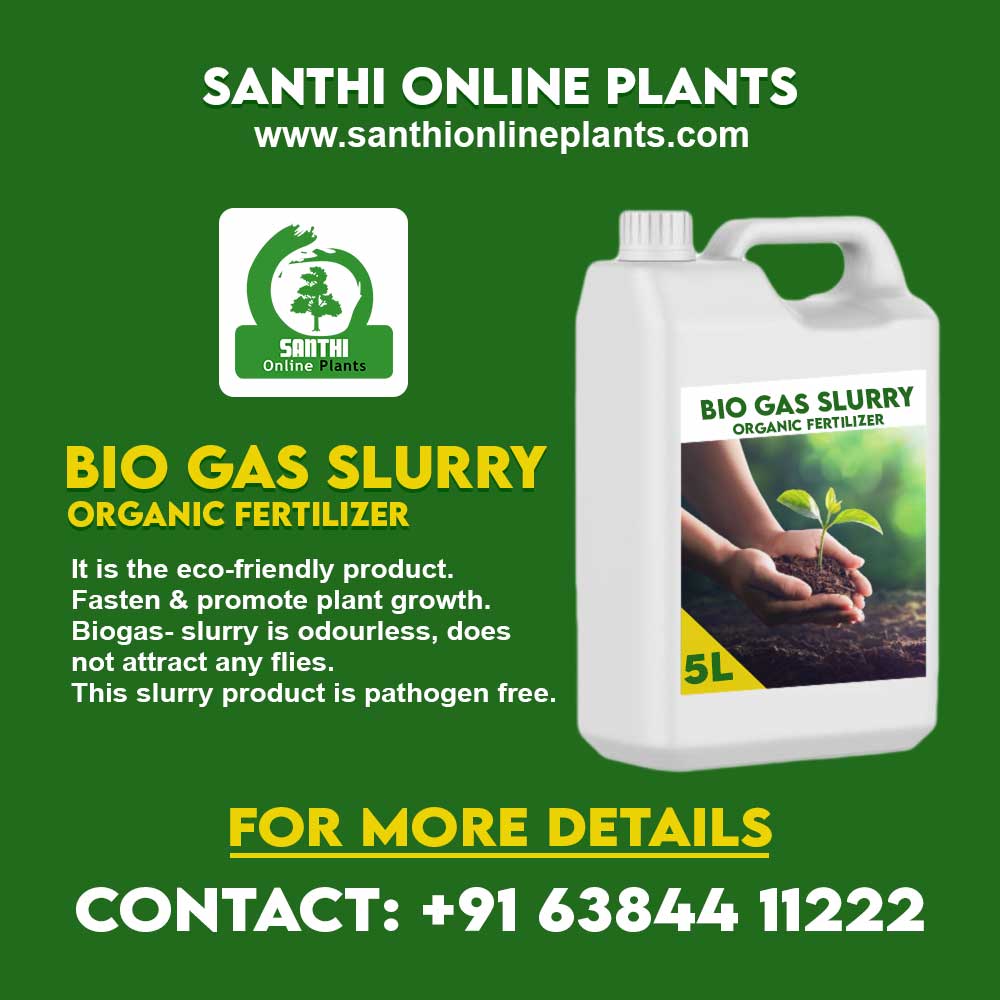 SANTHI ONLINE PLANTS
www.santhionlineplants.com
SANTHI
Online Plants
BIO GAS SLURRY
ORGANIC FERTILIZER
It is the eco-friendly product.
Fasten & promote plant growth.
Biogas- slurry is odourless, does
not attract any flies.
This slurry product is pathogen free.
BIO GAS SLURRY
ORGANIC FERTILIZER
5L
FOR MORE DETAILS
CONTACT: +91 63844 11222